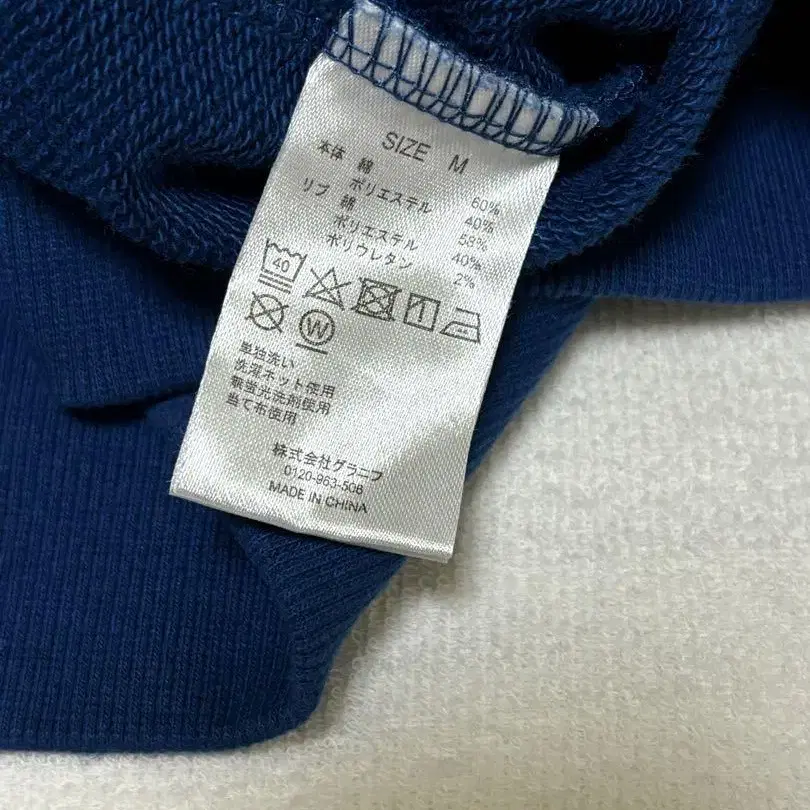 SIZE M
本体 綿 60%
ポリエステル 40%
リブ 綿 58%
ポリエステル 40%
ポリウレタン 2%
40
W
単独洗い
洗濯ネット使用
無蛍光洗剤使用
当て布使用
株式会社グラニフ
0120-963-508
MADE IN CHINA